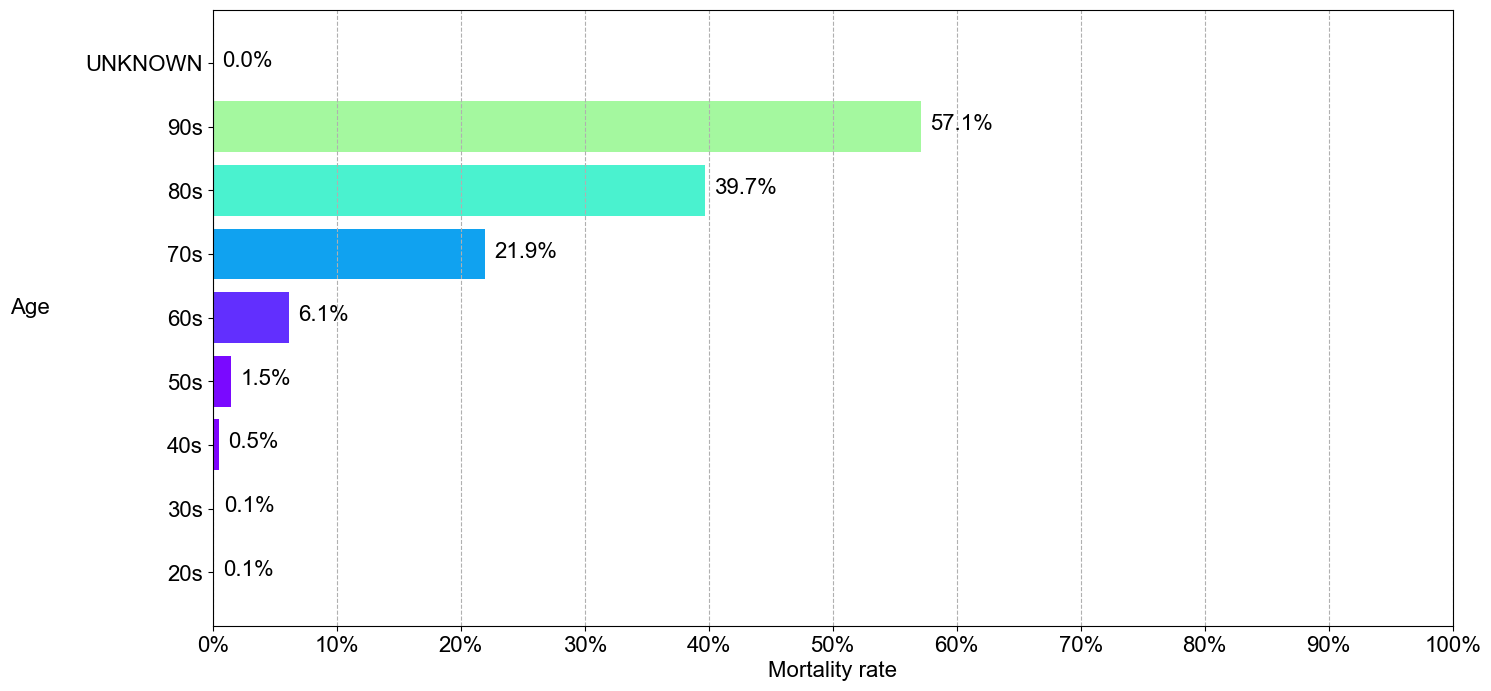 UNKNOWN 0.0%
90s 57.1%
80s 39.7%
70s 21.9%
Age
60s 6.1%
50s 1.5%
40s 0.5%
30s 0.1%
20s 0.1%
0% 10% 20% 30% 40% 50% 60% 70% 80% 90% 100%
Mortality rate